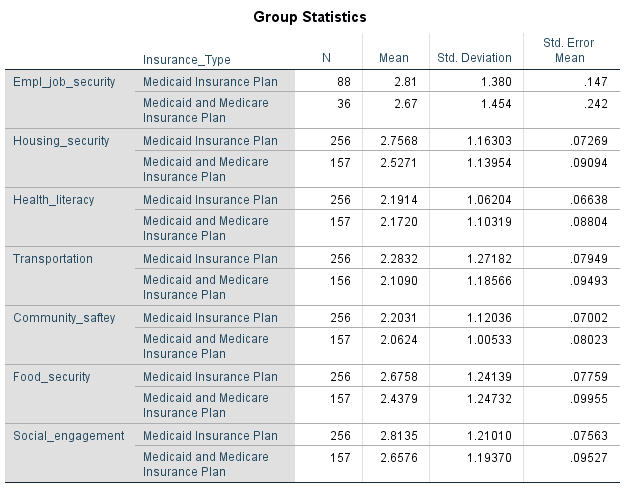 Group Statistics
Insurance_Type N Mean Std. Deviation Std. Error Mean
Empl_job_security Medicaid Insurance Plan 88 2.81 1.380 .147
Medicaid and Medicare Insurance Plan 36 2.67 1.454 .242
Housing_security Medicaid Insurance Plan 256 2.7568 1.16303 .07269
Medicaid and Medicare Insurance Plan 157 2.5271 1.13954 .09094
Health_literacy Medicaid Insurance Plan 256 2.1914 1.06204 .06638
Medicaid and Medicare Insurance Plan 157 2.1720 1.10319 .08804
Transportation Medicaid Insurance Plan 256 2.2832 1.27182 .07949
Medicaid and Medicare Insurance Plan 156 2.1090 1.18566 .09493
Community_saftey Medicaid Insurance Plan 256 2.2031 1.12036 .07002
Medicaid and Medicare Insurance Plan 157 2.0624 1.00533 .08023
Food_security Medicaid Insurance Plan 256 2.6758 1.24139 .07759
Medicaid and Medicare Insurance Plan 157 2.4379 1.24732 .09955
Social_engagement Medicaid Insurance Plan 256 2.8135 1.21010 .07563
Medicaid and Medicare Insurance Plan 157 2.6576 1.19370 .09527